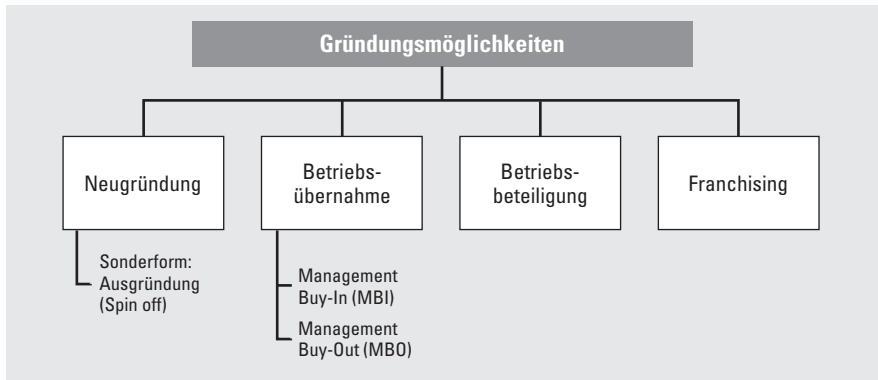 Gründungsmöglichkeiten
Neugründung
Betriebs-
übernahme
Betriebs-
beteiligung
Franchising
Sonderform:
Ausgründung
(Spin off)
Management
Buy-In (MBI)
Management
Buy-Out (MBO)